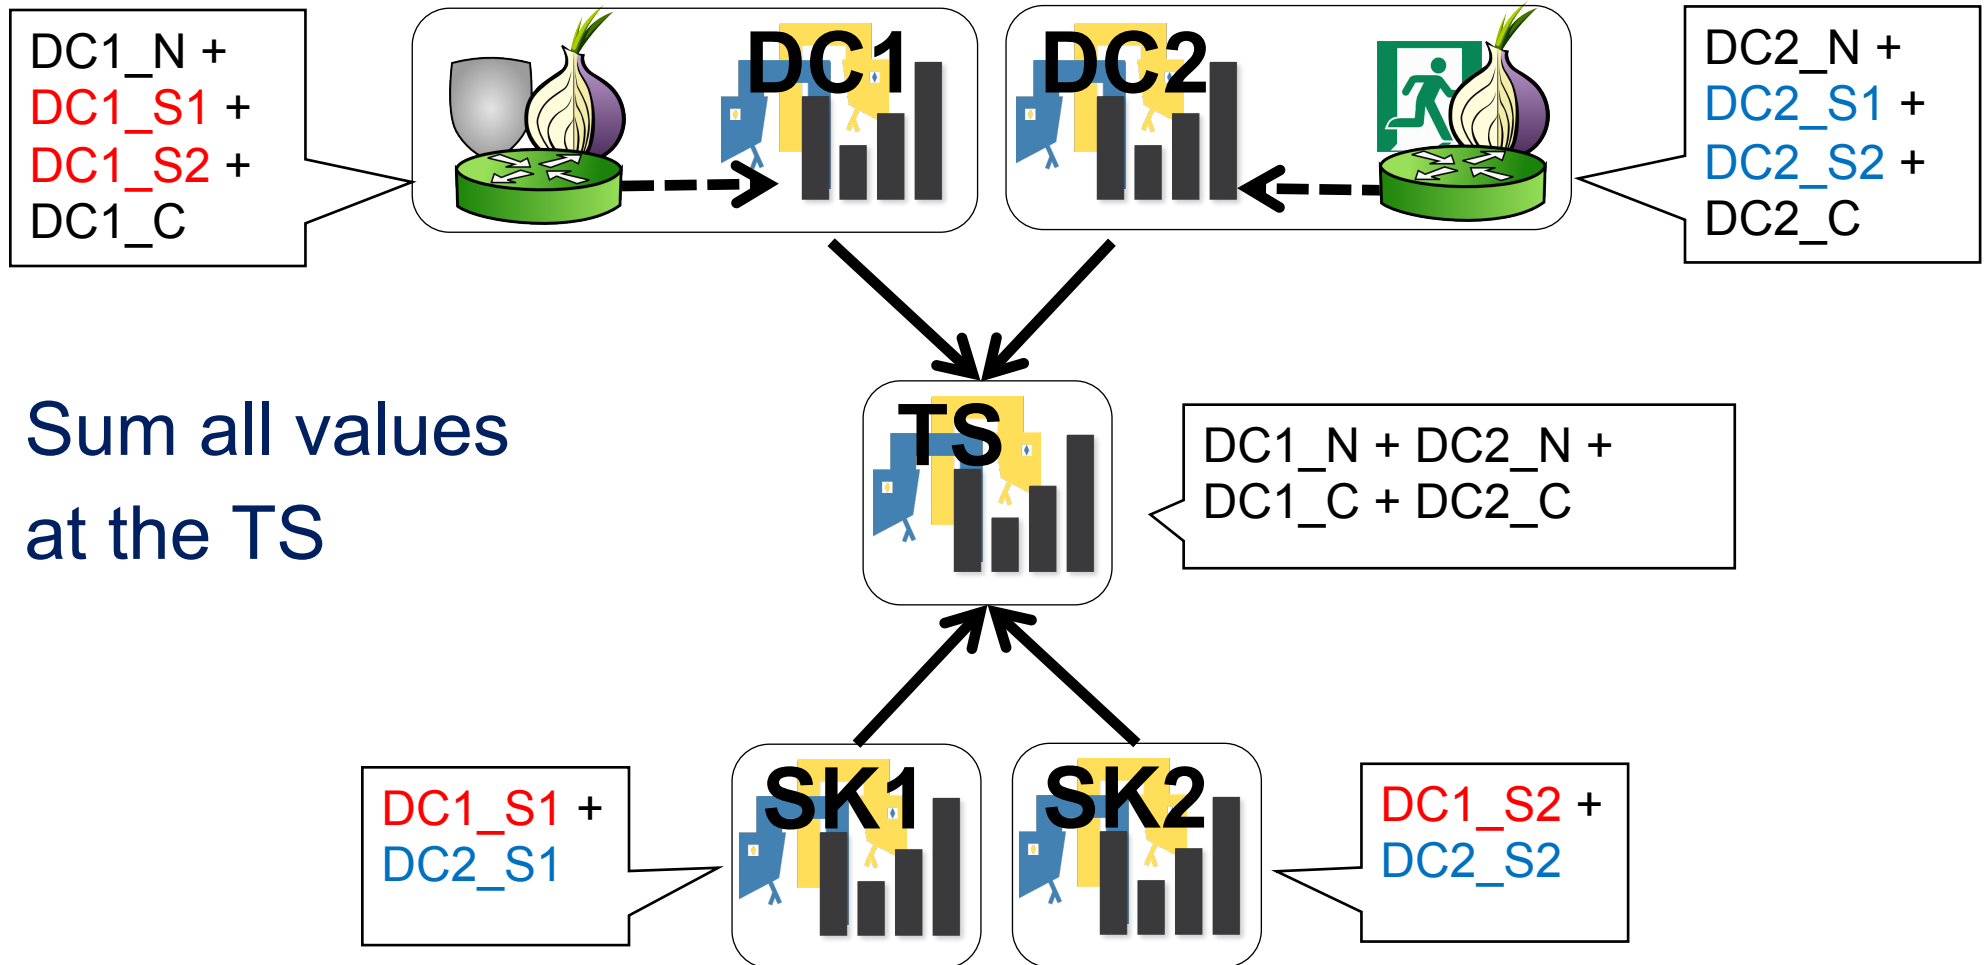 DC1_N +
DC1_S1 +
DC1_S2 +
DC1_C
DC1
DC2
DC2_N +
DC2_S1 +
DC2_S2 +
DC2_C
Sum all values
at the TS
TS
DC1_N + DC2_N +
DC1_C + DC2_C
DC1_S1 +
DC2_S1
SK1
SK2
DC1_S2 +
DC2_S2